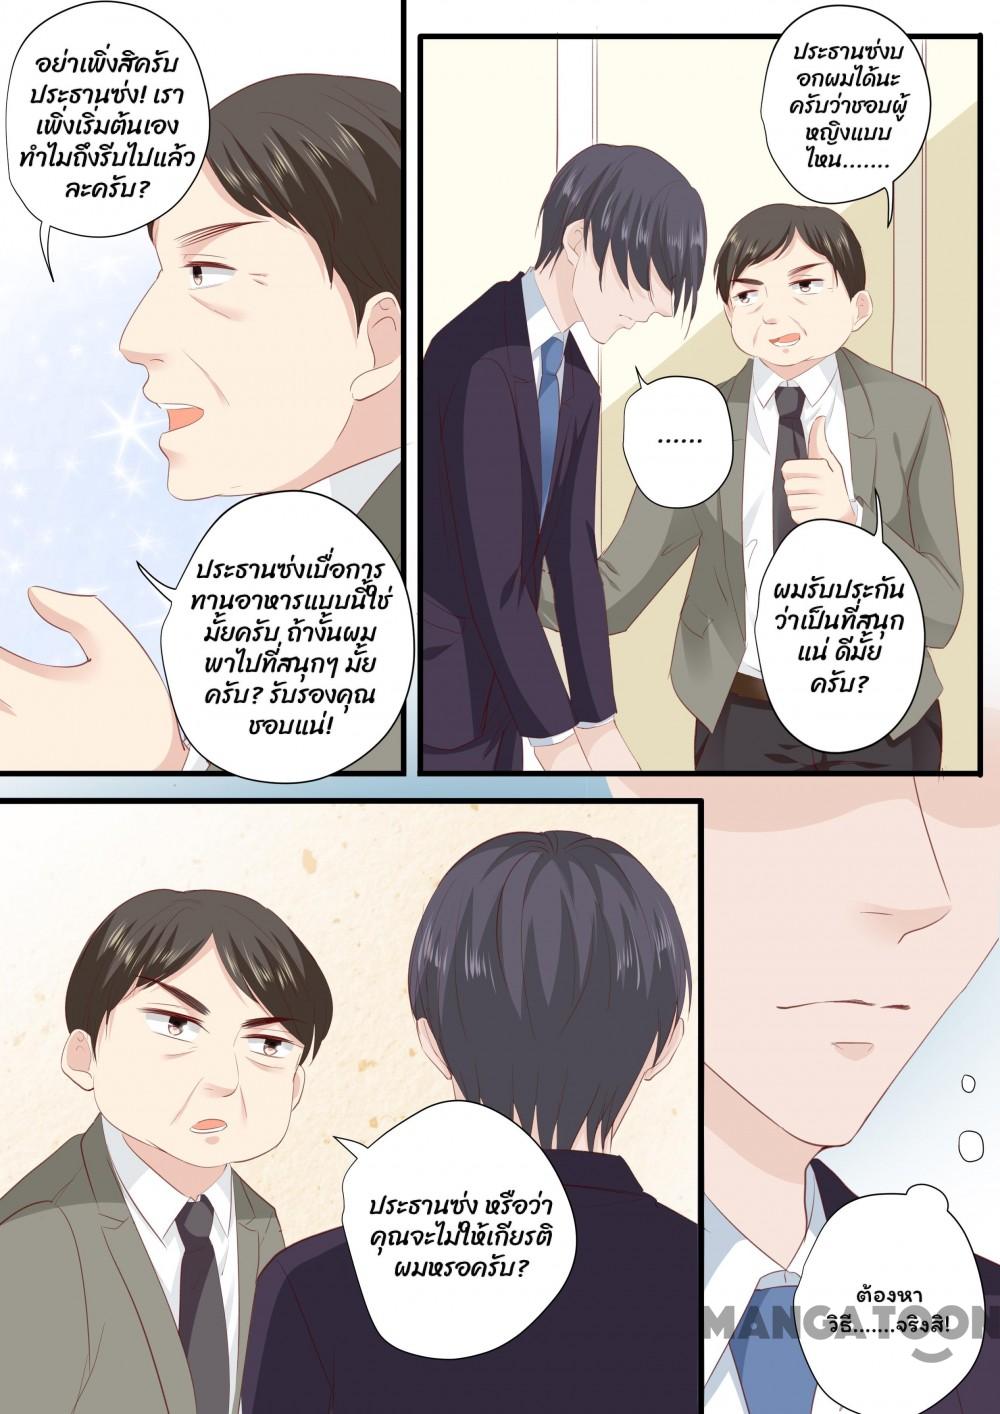 อย่าเพิ่งสิครับ
ประธานซ่ง! เรา
เพิ่งเริ่มต้นเอง
ทำไมถึงรีบไปแล้ว
ละครับ?
ประธานซ่งเบื่อการ
ทานอาหารแบบนี้ใช่
มั้ยครับ ถ้างั้นผม
พาไปที่สนุกๆ มั้ย
ครับ? รับรองคุณ
ชอบแน่!
ประธานซ่งบ
อกผมได้นะ
ครับว่าชอบผู้
หญิงแบบ
ไหน.......
......
ผมรับประกัน
ว่าเป็นที่สนุก
แน่ ดีมั้ย
ครับ?
ประธานซ่ง หรือว่า
คุณจะไม่ให้เกียรติ
ผมหรอครับ?
ต้องหา
วิธี.......จริงสิ!
MANGATOON